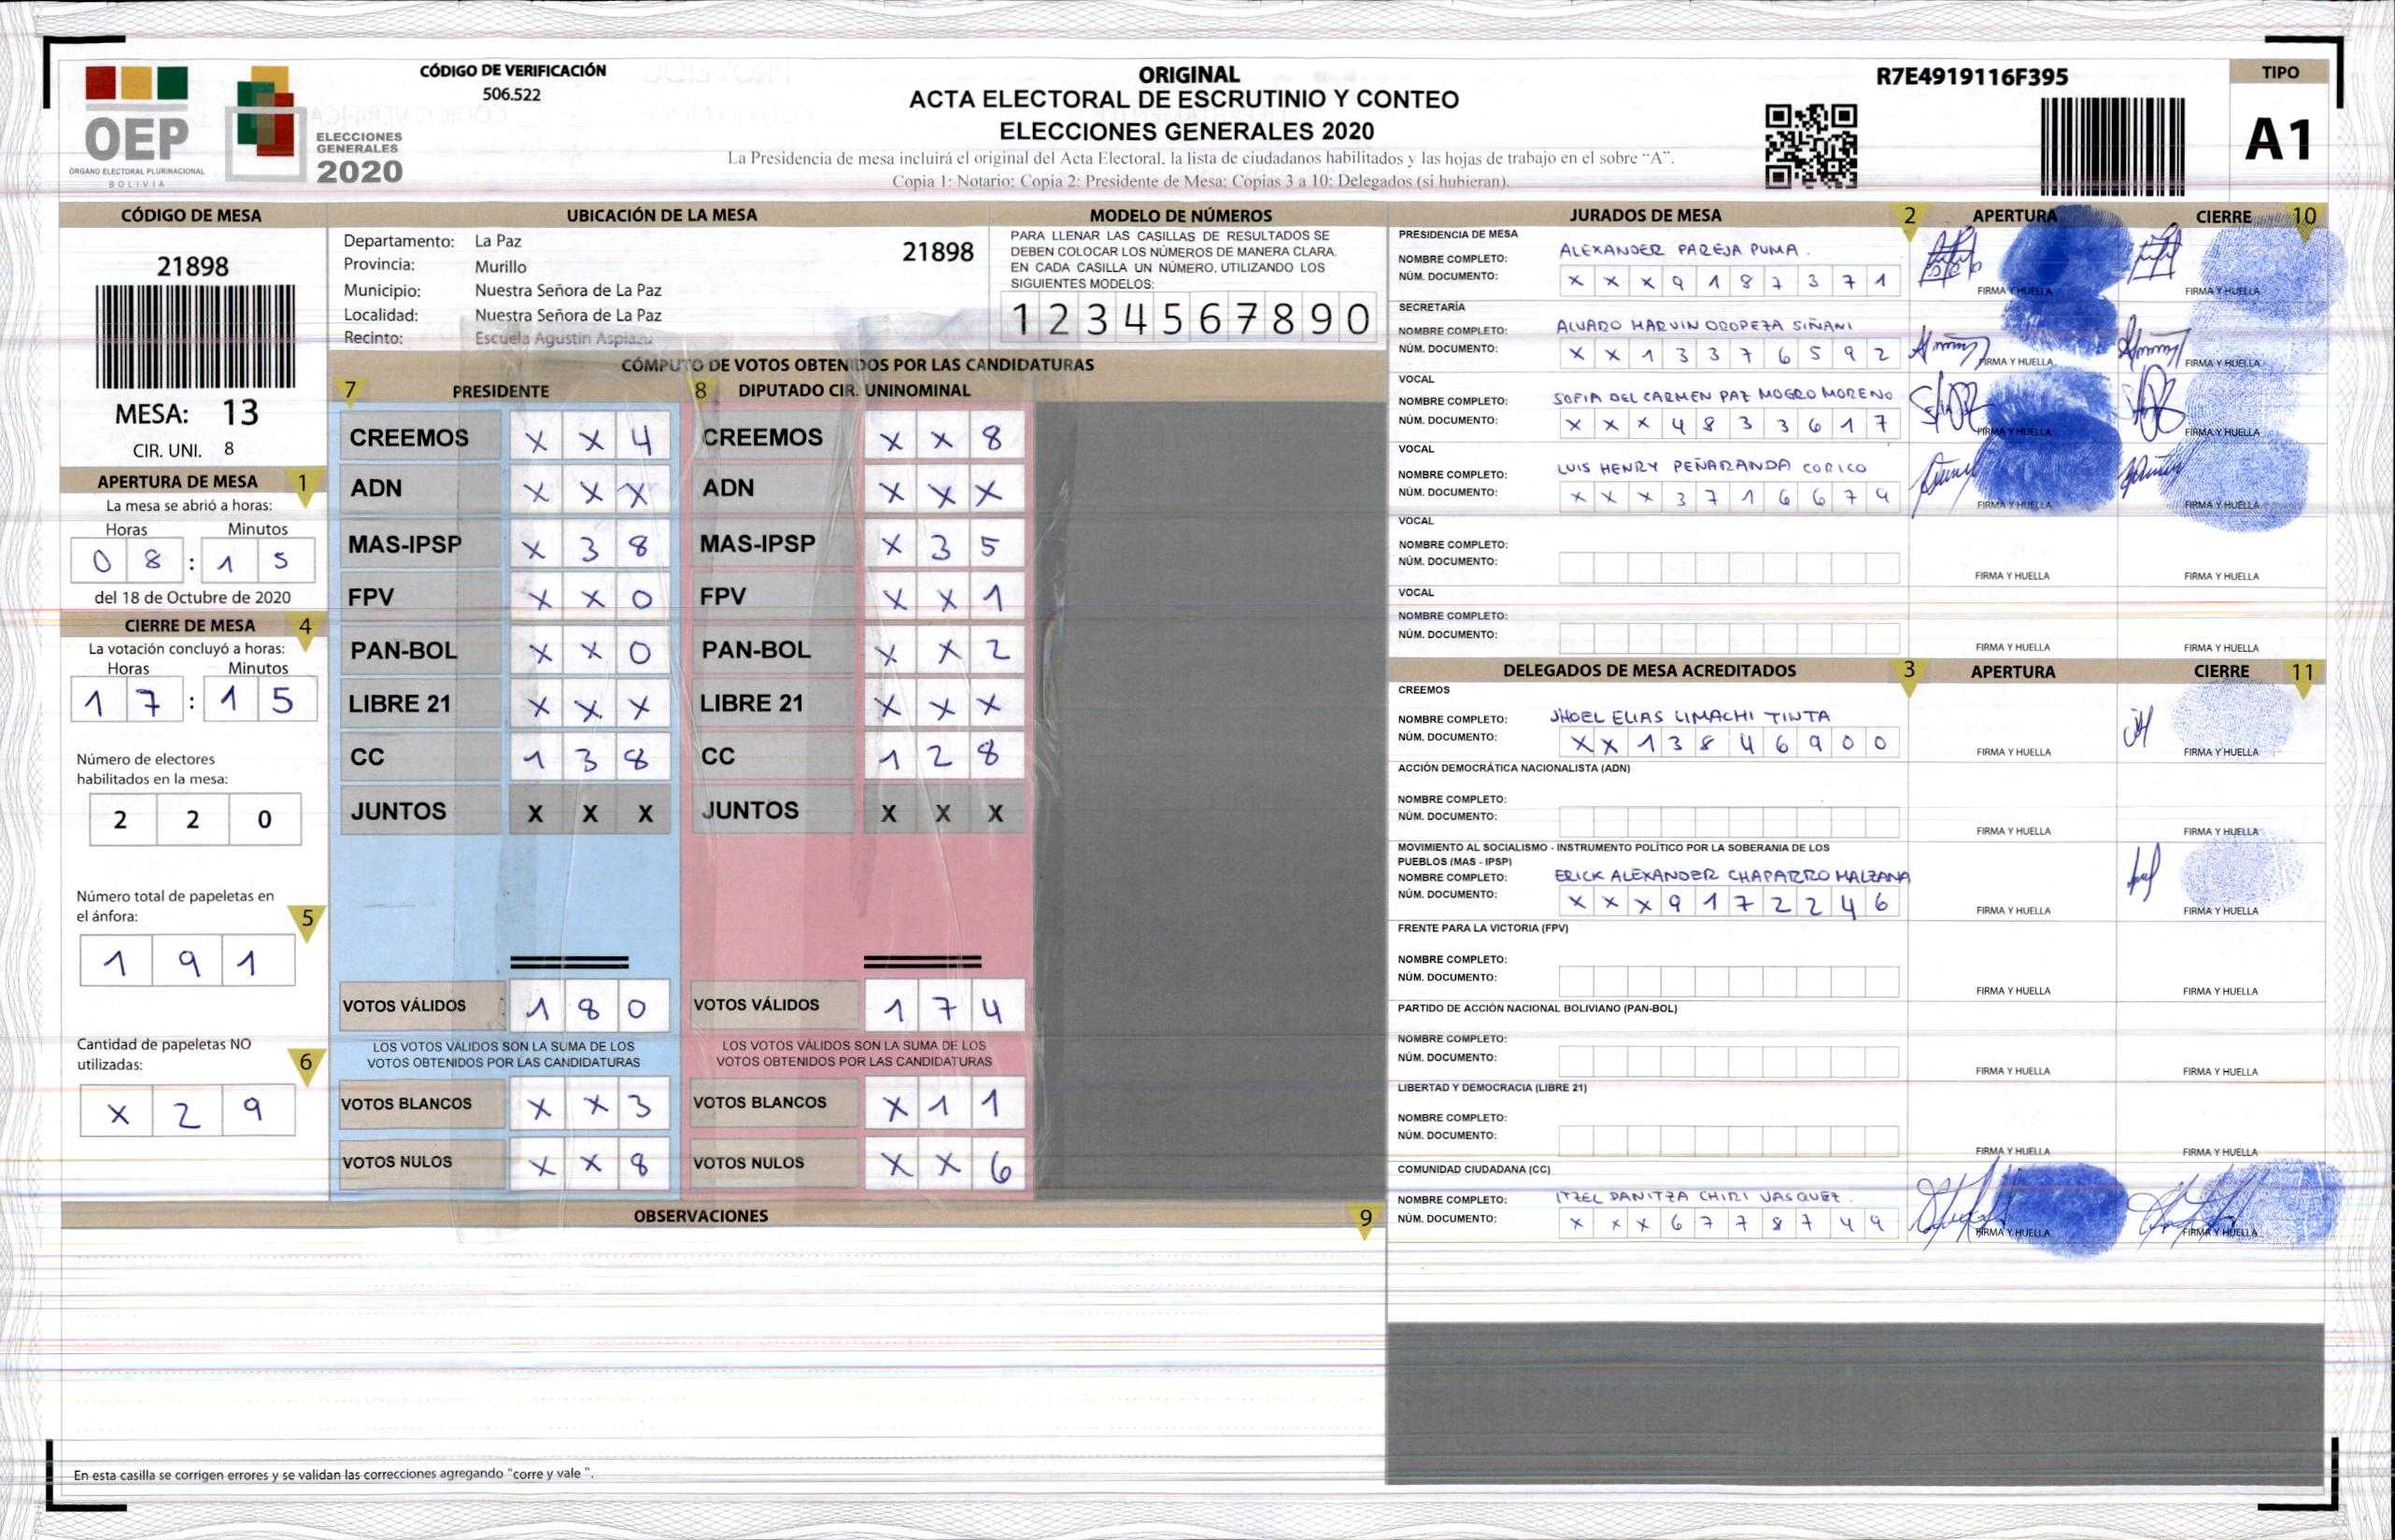 CÓDIGO DE VERIFICACIÓN
506.522
ORIGINAL
ACTA ELECTORAL DE ESCRUTINIO Y CONTEO
ELECCIONES GENERALES 2020
La Presidencia de mesa incluirá el original del Acta Electoral, la lista de ciudadanos habilitados y las hojas de trabajo en el sobre "A".
Copia 1: Notario; Copia 2: Presidente de Mesa; Copias 3 a 10: Delegados (si hubieran).
R7E4919116F395
TIPO
A1
OEP
ÓRGANO ELECTORAL PLURINACIONAL
BOLIVIA
ELECCIONES
GENERALES
2020
CÓDIGO DE MESA
21898
MESA: 13
CIR. UNI. 8
UBICACIÓN DE LA MESA
Departamento: La Paz
21898
Provincia: Murillo
Municipio: Nuestra Señora de La Paz
Localidad: Nuestra Señora de La Paz
Recinto: Escuela Agustin Aspiazu
MODELO DE NÚMEROS
PARA LLENAR LAS CASILLAS DE RESULTADOS SE
DEBEN COLOCAR LOS NÚMEROS DE MANERA CLARA.
EN CADA CASILLA UN NÚMERO, UTILIZANDO LOS
SIGUIENTES MODELOS:
1 2 3 4 5 6 7 8 9 0
APERTURA DE MESA 1
La mesa se abrió a horas:
Horas Minutos
0 8 : 1 5
del 18 de Octubre de 2020
CIERRE DE MESA 4
La votación concluyó a horas:
Horas Minutos
1 7 : 1 5
Número de electores
habilitados en la mesa:
2 2 0
Número total de papeletas en
el ánfora: 5
1 9 1
Cantidad de papeletas NO
utilizadas: 6
X 2 9
CÓMPUTO DE VOTOS OBTENIDOS POR LAS CANDIDATURAS
7 PRESIDENTE
CREEMOS X X 4
ADN X X X
MAS-IPSP X 3 8
FPV X X 0
PAN-BOL X X 0
LIBRE 21 X X X
CC 1 3 8
JUNTOS X X X
VOTOS VÁLIDOS 1 8 0
LOS VOTOS VÁLIDOS SON LA SUMA DE LOS
VOTOS OBTENIDOS POR LAS CANDIDATURAS
VOTOS BLANCOS X X 3
VOTOS NULOS X X 8
8 DIPUTADO CIR. UNINOMINAL
CREEMOS X X 8
ADN X X X
MAS-IPSP X 3 5
FPV X X 1
PAN-BOL X X 2
LIBRE 21 X X X
CC 1 2 8
JUNTOS X X X
VOTOS VÁLIDOS 1 7 4
LOS VOTOS VÁLIDOS SON LA SUMA DE LOS
VOTOS OBTENIDOS POR LAS CANDIDATURAS
VOTOS BLANCOS X 1 1
VOTOS NULOS X X 6
OBSERVACIONES 9
En esta casilla se corrigen errores y se validan las correcciones agregando "corre y vale ".
JURADOS DE MESA 2 APERTURA CIERRE 10
PRESIDENCIA DE MESA
NOMBRE COMPLETO: ALEXANDER PAREJA PUMA.
NÚM. DOCUMENTO: X X X 9 1 8 7 3 7 1
FIRMA Y HUELLA FIRMA Y HUELLA
SECRETARÍA
NOMBRE COMPLETO: ALVARO MARVIN OROPEZA SIÑANI
NÚM. DOCUMENTO: X X 1 3 3 7 6 5 9 2
FIRMA Y HUELLA FIRMA Y HUELLA
VOCAL
NOMBRE COMPLETO: SOFIA DEL CARMEN PAZ MOGRO MORENO
NÚM. DOCUMENTO: X X X 4 8 3 3 6 1 7
FIRMA Y HUELLA FIRMA Y HUELLA
VOCAL
NOMBRE COMPLETO: LUIS HENRY PEÑARANDA CORICO
NÚM. DOCUMENTO: X X X 3 7 1 6 6 7 9
FIRMA Y HUELLA FIRMA Y HUELLA
VOCAL
NOMBRE COMPLETO:
NÚM. DOCUMENTO:
FIRMA Y HUELLA FIRMA Y HUELLA
VOCAL
NOMBRE COMPLETO:
NÚM. DOCUMENTO:
FIRMA Y HUELLA FIRMA Y HUELLA
DELEGADOS DE MESA ACREDITADOS 3 APERTURA CIERRE 11
CREEMOS
NOMBRE COMPLETO: JHOEL ELIAS LIMACHI TINTA
NÚM. DOCUMENTO: X X 1 3 8 4 6 9 0 0
FIRMA Y HUELLA FIRMA Y HUELLA
ACCIÓN DEMOCRÁTICA NACIONALISTA (ADN)
NOMBRE COMPLETO:
NÚM. DOCUMENTO:
FIRMA Y HUELLA FIRMA Y HUELLA
MOVIMIENTO AL SOCIALISMO - INSTRUMENTO POLÍTICO POR LA SOBERANIA DE LOS
PUEBLOS (MAS - IPSP)
NOMBRE COMPLETO: ERICK ALEXANDER CHAPARRO MALZANA
NÚM. DOCUMENTO: X X X 9 1 7 2 2 4 6
FIRMA Y HUELLA FIRMA Y HUELLA
FRENTE PARA LA VICTORIA (FPV)
NOMBRE COMPLETO:
NÚM. DOCUMENTO:
FIRMA Y HUELLA FIRMA Y HUELLA
PARTIDO DE ACCIÓN NACIONAL BOLIVIANO (PAN-BOL)
NOMBRE COMPLETO:
NÚM. DOCUMENTO:
FIRMA Y HUELLA FIRMA Y HUELLA
LIBERTAD Y DEMOCRACIA (LIBRE 21)
NOMBRE COMPLETO:
NÚM. DOCUMENTO:
FIRMA Y HUELLA FIRMA Y HUELLA
COMUNIDAD CIUDADANA (CC)
NOMBRE COMPLETO: ITZEL DANITZA CHIRI VASQUEZ.
NÚM. DOCUMENTO: X X X 6 7 7 8 7 4 9
FIRMA Y HUELLA FIRMA Y HUELLA